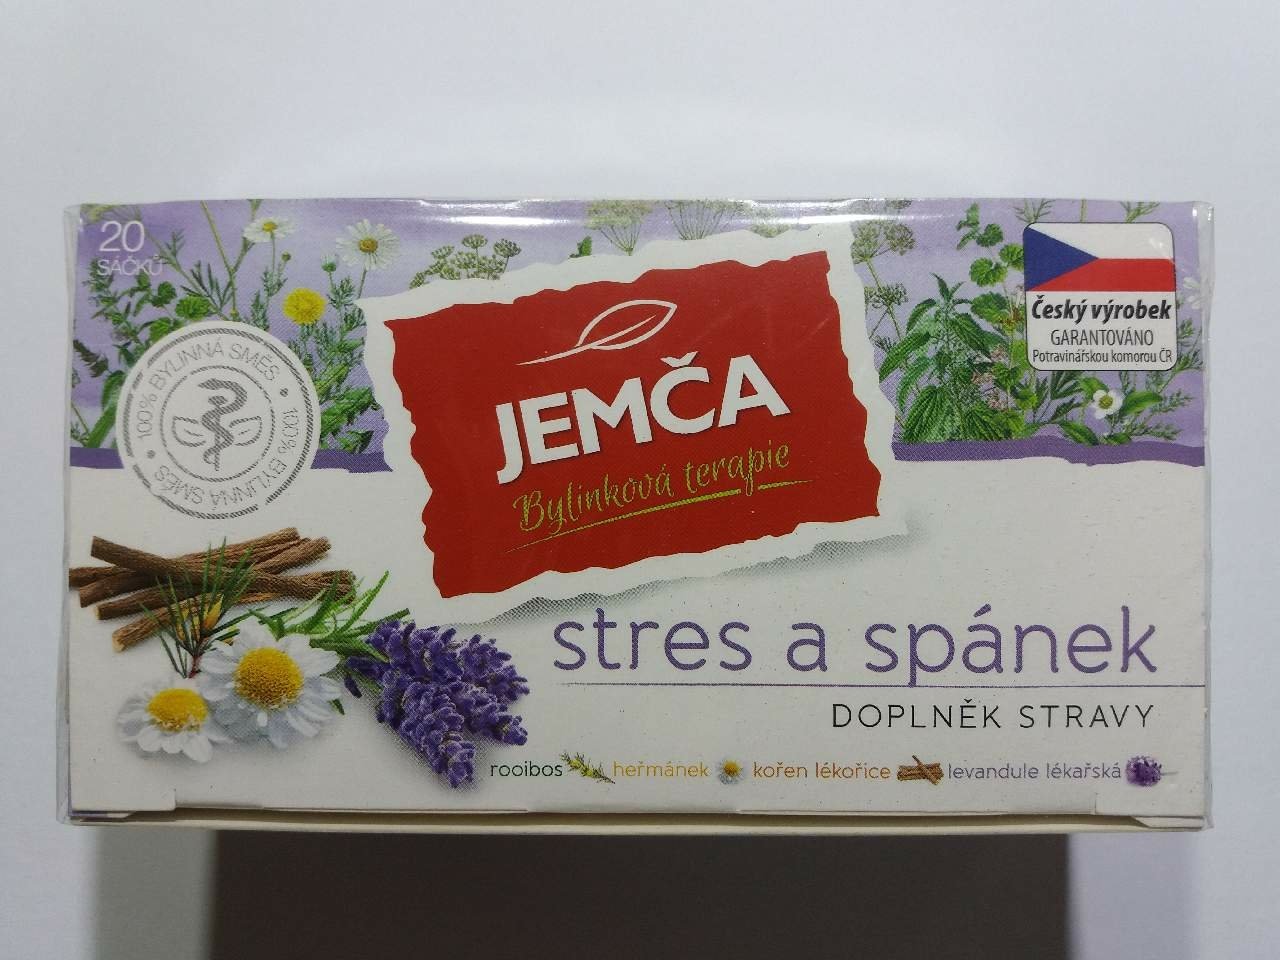 20
SÁČKŮ
100% BYLINNÁ SMĚS • 100% BYLINNÁ SMĚS •
JEMČA
Bylinková terapie
Český výrobek
GARANTOVÁNO
Potravinářskou komorou ČR
stres a spánek
DOPLNĚK STRAVY
rooibos heřmánek kořen lékořice levandule lékařská